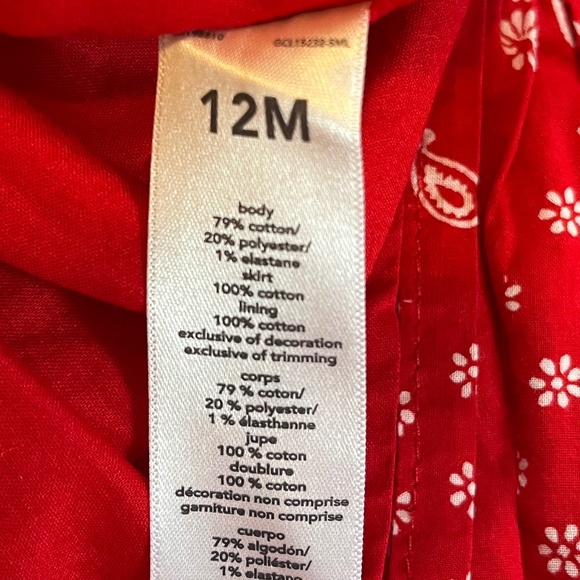 12M
body
79% cotton/
20% polyester/
1% elastane
skirt
100% cotton
lining
100% cotton
exclusive of decoration
exclusive of trimming
corps
79 % coton/
20 % polyester/
1 % élasthanne
jupe
100 % coton
doublure
100 % coton
décoration non comprise
garniture non comprise
cuerpo
79% algodón/
20% poliéster/
1% elastano